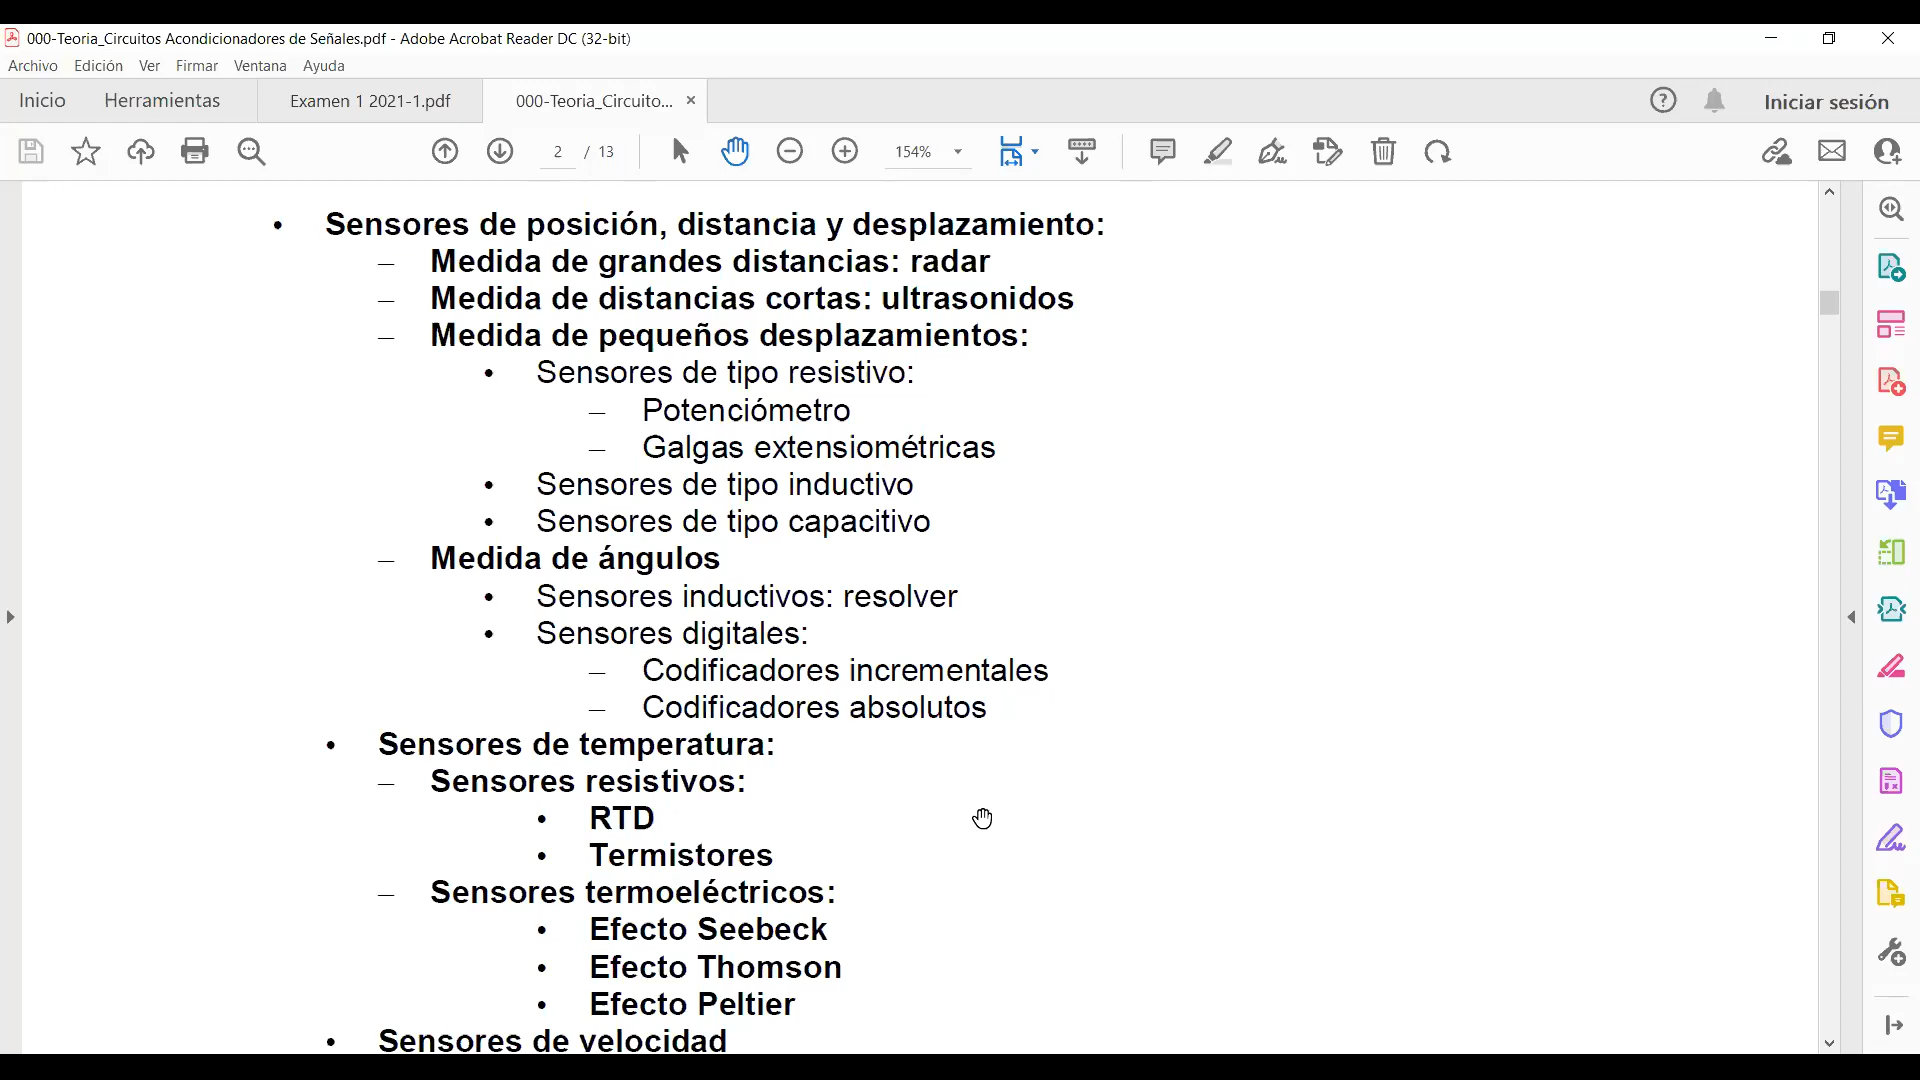 000-Teoria_Circuitos Acondicionadores de Señales.pdf - Adobe Acrobat Reader DC (32-bit)
Archivo Edición Ver Firmar Ventana Ayuda
Inicio Herramientas Examen 1 2021-1.pdf 000-Teoria_Circuito... × Iniciar sesión
2 / 13 154%
• Sensores de posición, distancia y desplazamiento:
– Medida de grandes distancias: radar
– Medida de distancias cortas: ultrasonidos
– Medida de pequeños desplazamientos:
• Sensores de tipo resistivo:
– Potenciómetro
– Galgas extensiométricas
• Sensores de tipo inductivo
• Sensores de tipo capacitivo
– Medida de ángulos
• Sensores inductivos: resolver
• Sensores digitales:
– Codificadores incrementales
– Codificadores absolutos
• Sensores de temperatura:
– Sensores resistivos:
• RTD
• Termistores
– Sensores termoeléctricos:
• Efecto Seebeck
• Efecto Thomson
• Efecto Peltier
• Sensores de velocidad